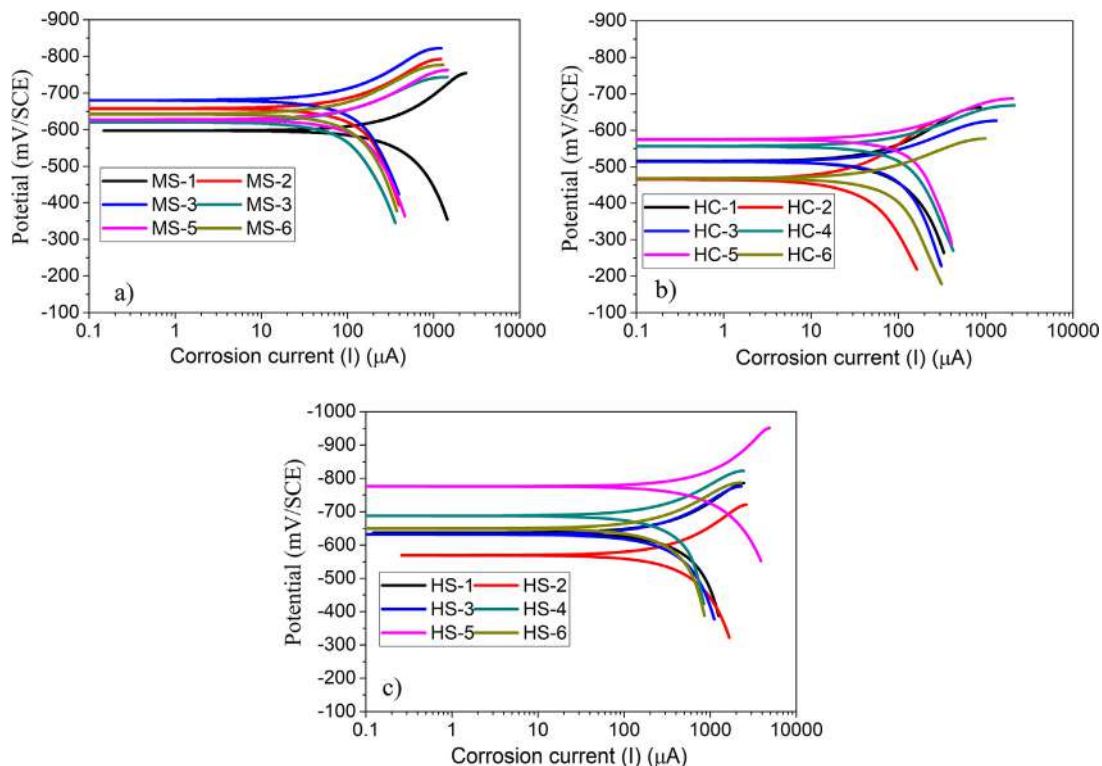 -900
-800
-700
-600
-500
-400
-300
-200
-100
Potetial (mV/SCE)
MS-1 MS-2
MS-3 MS-3
MS-5 MS-6
a)
0.1 1 10 100 1000 10000
Corrosion current (I) (μA)
-900
-800
-700
-600
-500
-400
-300
-200
-100
Potential (mV/SCE)
HC-1 HC-2
HC-3 HC-4
HC-5 HC-6
b)
0.1 1 10 100 1000 10000
Corrosion current (I) (μA)
-1000
-900
-800
-700
-600
-500
-400
-300
-200
-100
Potential (mV/SCE)
HS-1 HS-2
HS-3 HS-4
HS-5 HS-6
c)
0.1 1 10 100 1000 10000
Corrosion current (I) (μA)